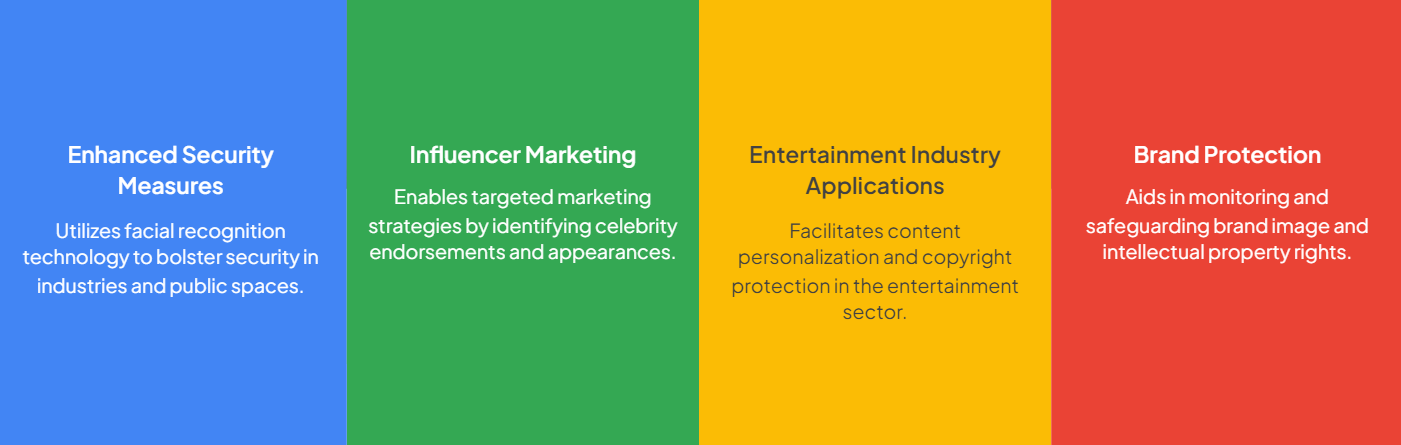 Enhanced Security
Measures
Utilizes facial recognition
technology to bolster security in
industries and public spaces.
Influencer Marketing
Enables targeted marketing
strategies by identifying celebrity
endorsements and appearances.
Entertainment Industry
Applications
Facilitates content
personalization and copyright
protection in the entertainment
sector.
Brand Protection
Aids in monitoring and
safeguarding brand image and
intellectual property rights.